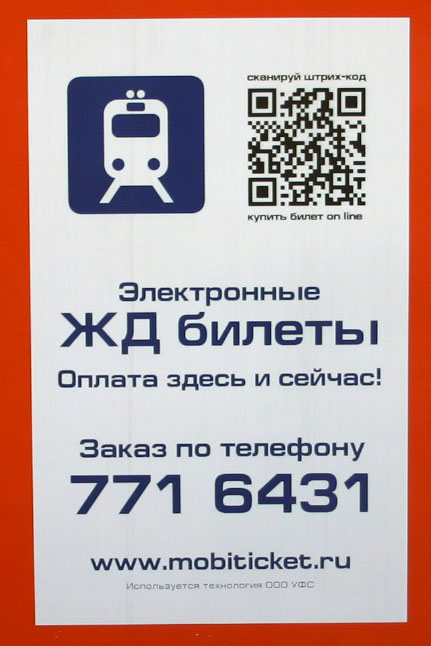 сканируй штрих-код
купить билет on line
Электронные
ЖД билеты
Оплата здесь и сейчас!
Заказ по телефону
771 6431
www.mobiticket.ru
Используется технология ООО УФС